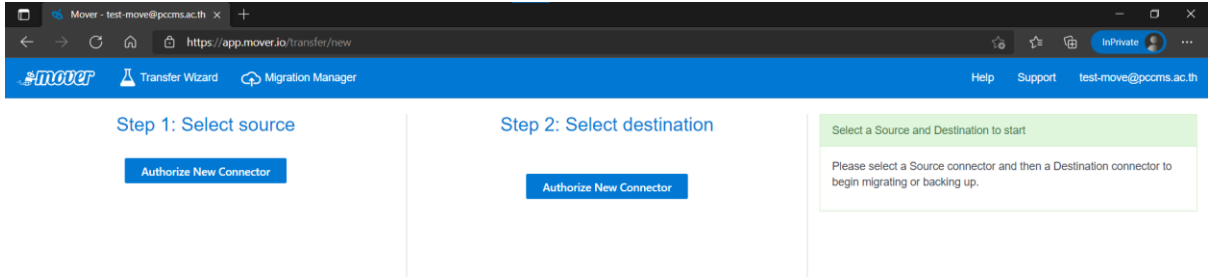 Mover - test-move@pccms.ac.th
https://app.mover.io/transfer/new
InPrivate
mover
Transfer Wizard
Migration Manager
Help
Support
test-move@pccms.ac.th
Step 1: Select source
Authorize New Connector
Step 2: Select destination
Authorize New Connector
Select a Source and Destination to start
Please select a Source connector and then a Destination connector to
begin migrating or backing up.